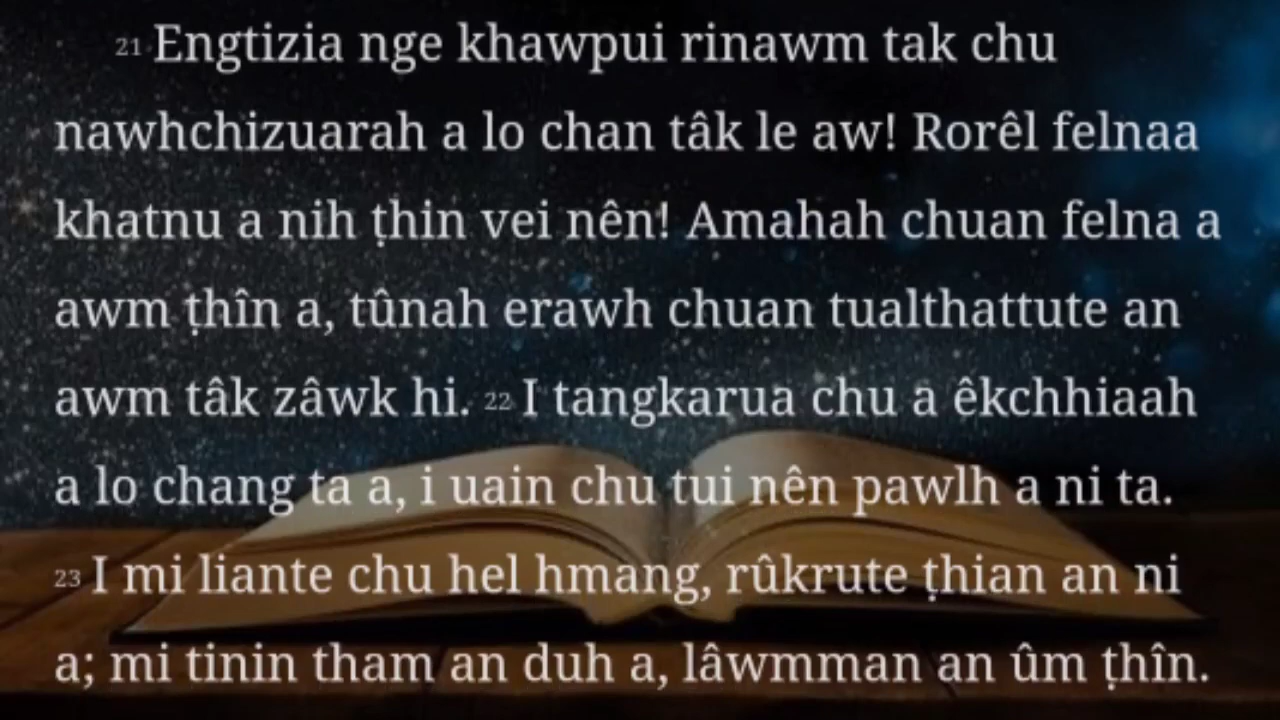 21 Engtizia nge khawpui rinawm tak chu
nawhchizuarah a lo chan tâk le aw! Rorêl felnaa
khatnu a nih ṭhin vei nên! Amahah chuan felna a
awm ṭhîn a, tûnah erawh chuan tualthattute an
awm tâk zâwk hi. 22 I tangkarua chu a êkchhiaah
a lo chang ta a, i uain chu tui nên pawlh a ni ta.
23 I mi liante chu hel hmang, rûkrute ṭhian an ni
a; mi tinin tham an duh a, lâwmman an ûm ṭhîn.